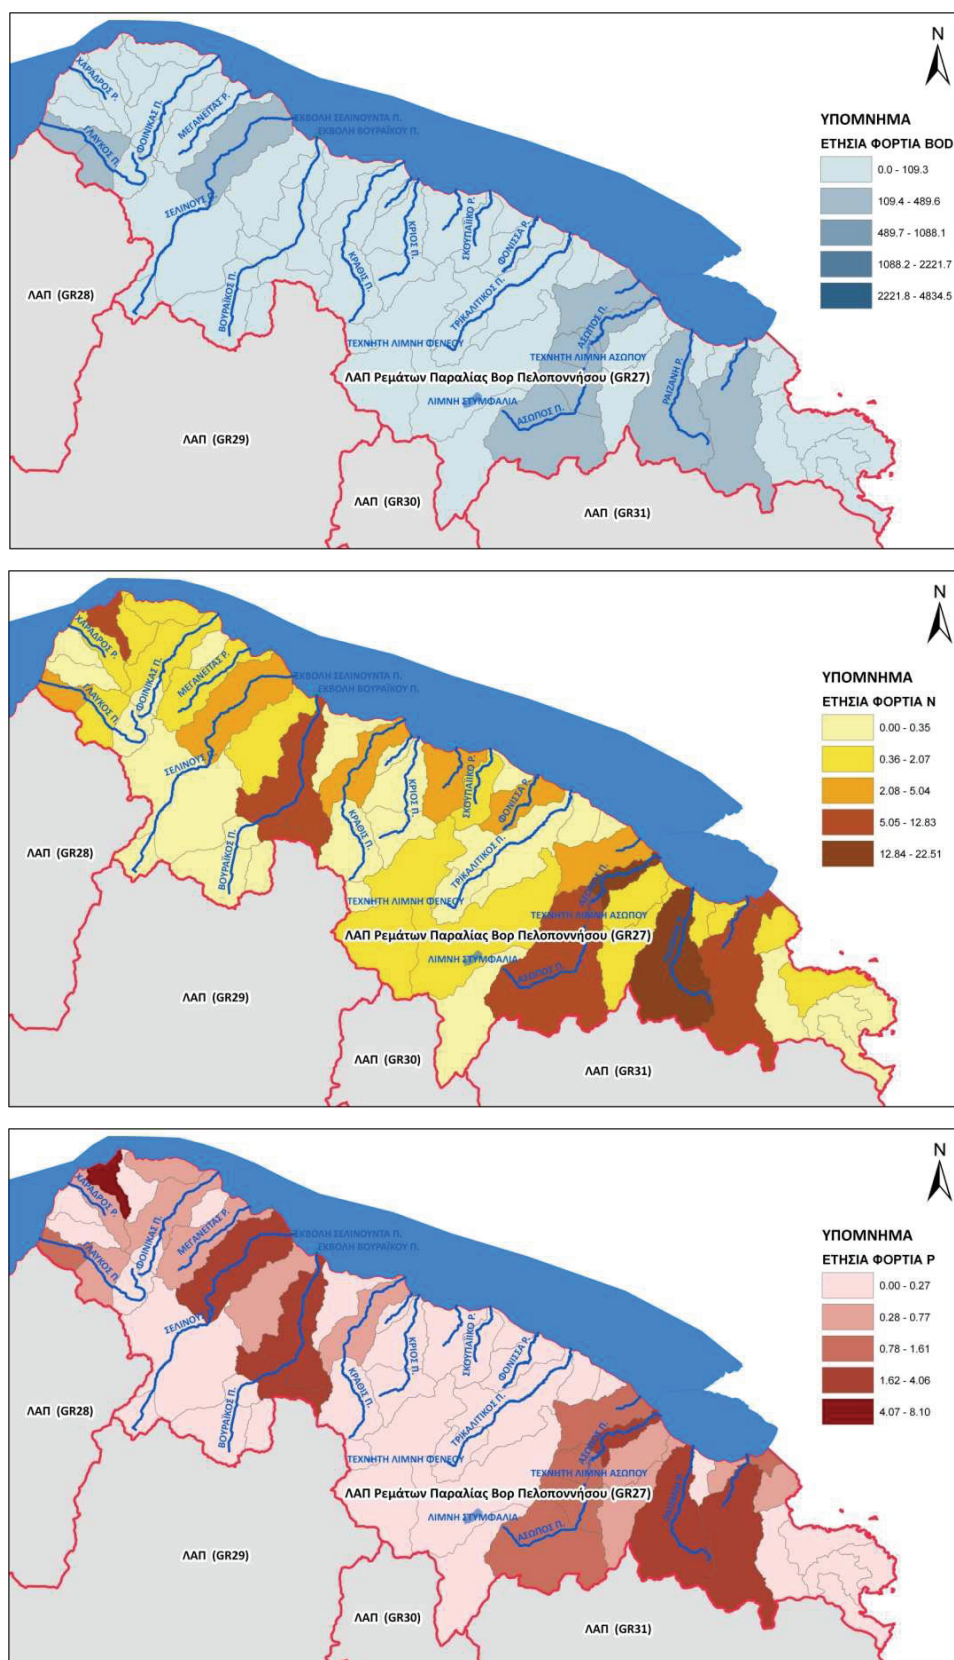 N
ΧΑΡΑΔΡΟΣ Ρ.
ΦΟΙΝΙΚΑΣ Π.
ΜΕΓΑΝΕΙΤΑΣ Ρ.
ΓΛΑΥΚΟΣ Π.
ΕΚΒΟΛΗ ΣΕΛΙΝΟΥΝΤΑ Π.
ΕΚΒΟΛΗ ΒΟΥΡΑΪΚΟΥ Π.
ΣΕΛΙΝΟΥΣ Π.
ΒΟΥΡΑΪΚΟΣ Π.
ΚΡΑΘΙΣ Π.
ΚΡΙΟΣ Π.
ΣΚΟΥΠΑΙΪΚΟ Ρ.
ΦΟΝΙΣΣΑ Ρ.
ΤΡΙΚΑΛΙΤΙΚΟΣ Π.
ΑΣΩΠΟΣ Π.
ΤΕΧΝΗΤΗ ΛΙΜΝΗ ΦΕΝΕΟΥ
ΤΕΧΝΗΤΗ ΛΙΜΝΗ ΑΣΩΠΟΥ
ΛΑΠ Ρεμάτων Παραλίας Βορ Πελοποννήσου (GR27)
ΛΙΜΝΗ ΣΤΥΜΦΑΛΙΑ
ΑΣΩΠΟΣ Π.
ΡΑΙΖΑΝΗ Ρ.
ΛΑΠ (GR28)
ΛΑΠ (GR29)
ΛΑΠ (GR30)
ΛΑΠ (GR31)
ΥΠΟΜΝΗΜΑ
ΕΤΗΣΙΑ ΦΟΡΤΙΑ BOD
0.0 - 109.3
109.4 - 489.6
489.7 - 1088.1
1088.2 - 2221.7
2221.8 - 4834.5
N
ΧΑΡΑΔΡΟΣ Ρ.
ΦΟΙΝΙΚΑΣ Π.
ΜΕΓΑΝΕΙΤΑΣ Ρ.
ΓΛΑΥΚΟΣ Π.
ΕΚΒΟΛΗ ΣΕΛΙΝΟΥΝΤΑ Π.
ΕΚΒΟΛΗ ΒΟΥΡΑΪΚΟΥ Π.
ΣΕΛΙΝΟΥΣ Π.
ΒΟΥΡΑΪΚΟΣ Π.
ΚΡΑΘΙΣ Π.
ΚΡΙΟΣ Π.
ΣΚΟΥΠΑΙΪΚΟ Ρ.
ΦΟΝΙΣΣΑ Ρ.
ΤΡΙΚΑΛΙΤΙΚΟΣ Π.
ΑΣΩΠΟΣ Π.
ΤΕΧΝΗΤΗ ΛΙΜΝΗ ΦΕΝΕΟΥ
ΤΕΧΝΗΤΗ ΛΙΜΝΗ ΑΣΩΠΟΥ
ΛΑΠ Ρεμάτων Παραλίας Βορ Πελοποννήσου (GR27)
ΛΙΜΝΗ ΣΤΥΜΦΑΛΙΑ
ΑΣΩΠΟΣ Π.
ΛΑΠ (GR28)
ΛΑΠ (GR29)
ΛΑΠ (GR30)
ΛΑΠ (GR31)
ΥΠΟΜΝΗΜΑ
ΕΤΗΣΙΑ ΦΟΡΤΙΑ N
0.00 - 0.35
0.36 - 2.07
2.08 - 5.04
5.05 - 12.83
12.84 - 22.51
N
ΧΑΡΑΔΡΟΣ Ρ.
ΦΟΙΝΙΚΑΣ Π.
ΜΕΓΑΝΕΙΤΑΣ Ρ.
ΓΛΑΥΚΟΣ Π.
ΕΚΒΟΛΗ ΣΕΛΙΝΟΥΝΤΑ Π.
ΕΚΒΟΛΗ ΒΟΥΡΑΪΚΟΥ Π.
ΣΕΛΙΝΟΥΣ Π.
ΒΟΥΡΑΪΚΟΣ Π.
ΚΡΑΘΙΣ Π.
ΚΡΙΟΣ Π.
ΣΚΟΥΠΑΙΪΚΟ Ρ.
ΦΟΝΙΣΣΑ Ρ.
ΤΡΙΚΑΛΙΤΙΚΟΣ Π.
ΑΣΩΠΟΣ Π.
ΤΕΧΝΗΤΗ ΛΙΜΝΗ ΦΕΝΕΟΥ
ΤΕΧΝΗΤΗ ΛΙΜΝΗ ΑΣΩΠΟΥ
ΛΑΠ Ρεμάτων Παραλίας Βορ Πελοποννήσου (GR27)
ΛΙΜΝΗ ΣΤΥΜΦΑΛΙΑ
ΑΣΩΠΟΣ Π.
ΛΑΠ (GR28)
ΛΑΠ (GR29)
ΛΑΠ (GR30)
ΛΑΠ (GR31)
ΥΠΟΜΝΗΜΑ
ΕΤΗΣΙΑ ΦΟΡΤΙΑ P
0.00 - 0.27
0.28 - 0.77
0.78 - 1.61
1.62 - 4.06
4.07 - 8.10